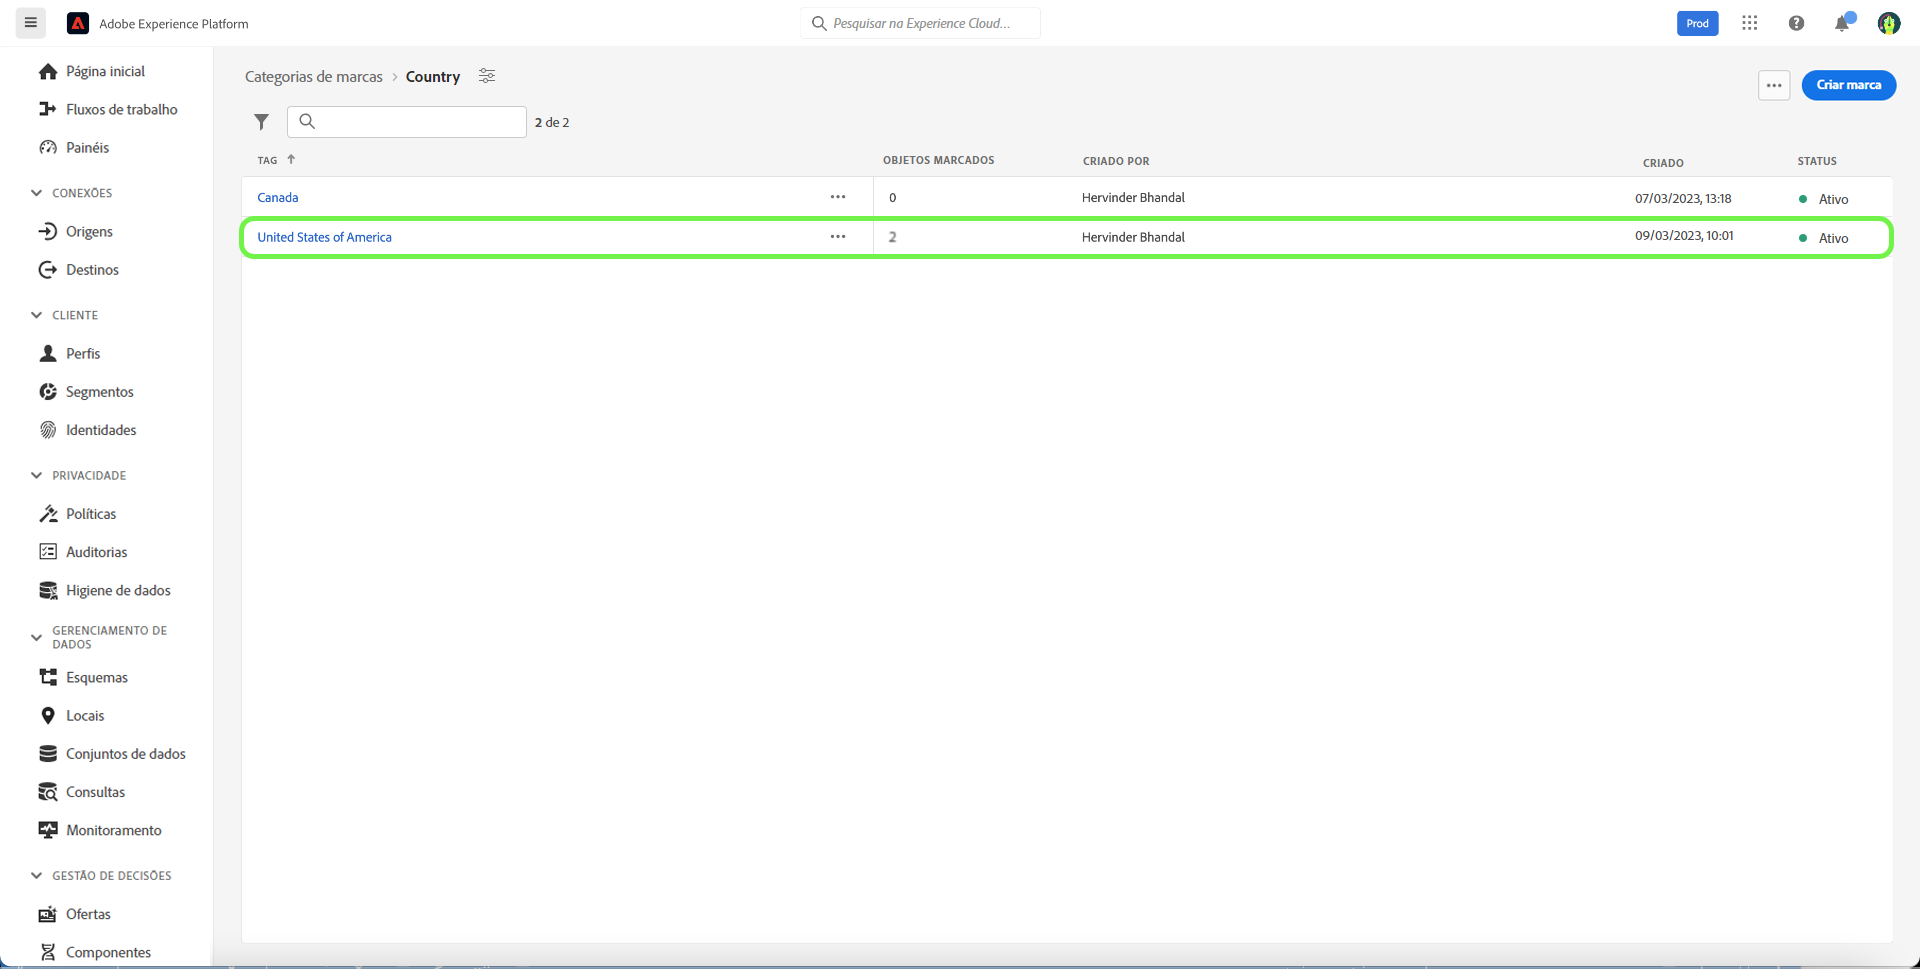 Adobe Experience Platform
Pesquisar na Experience Cloud...
Prod
Página inicial
Fluxos de trabalho
Painéis
CONEXÕES
Origens
Destinos
CLIENTE
Perfis
Segmentos
Identidades
PRIVACIDADE
Políticas
Auditorias
Higiene de dados
GERENCIAMENTO DE
DADOS
Esquemas
Locais
Conjuntos de dados
Consultas
Monitoramento
GESTÃO DE DECISÕES
Ofertas
Componentes
Categorias de marcas > Country
Criar marca
2 de 2
TAG OBJETOS MARCADOS CRIADO POR CRIADO STATUS
Canada 0 Hervinder Bhandal 07/03/2023, 13:18 Ativo
United States of America 2 Hervinder Bhandal 09/03/2023, 10:01 Ativo